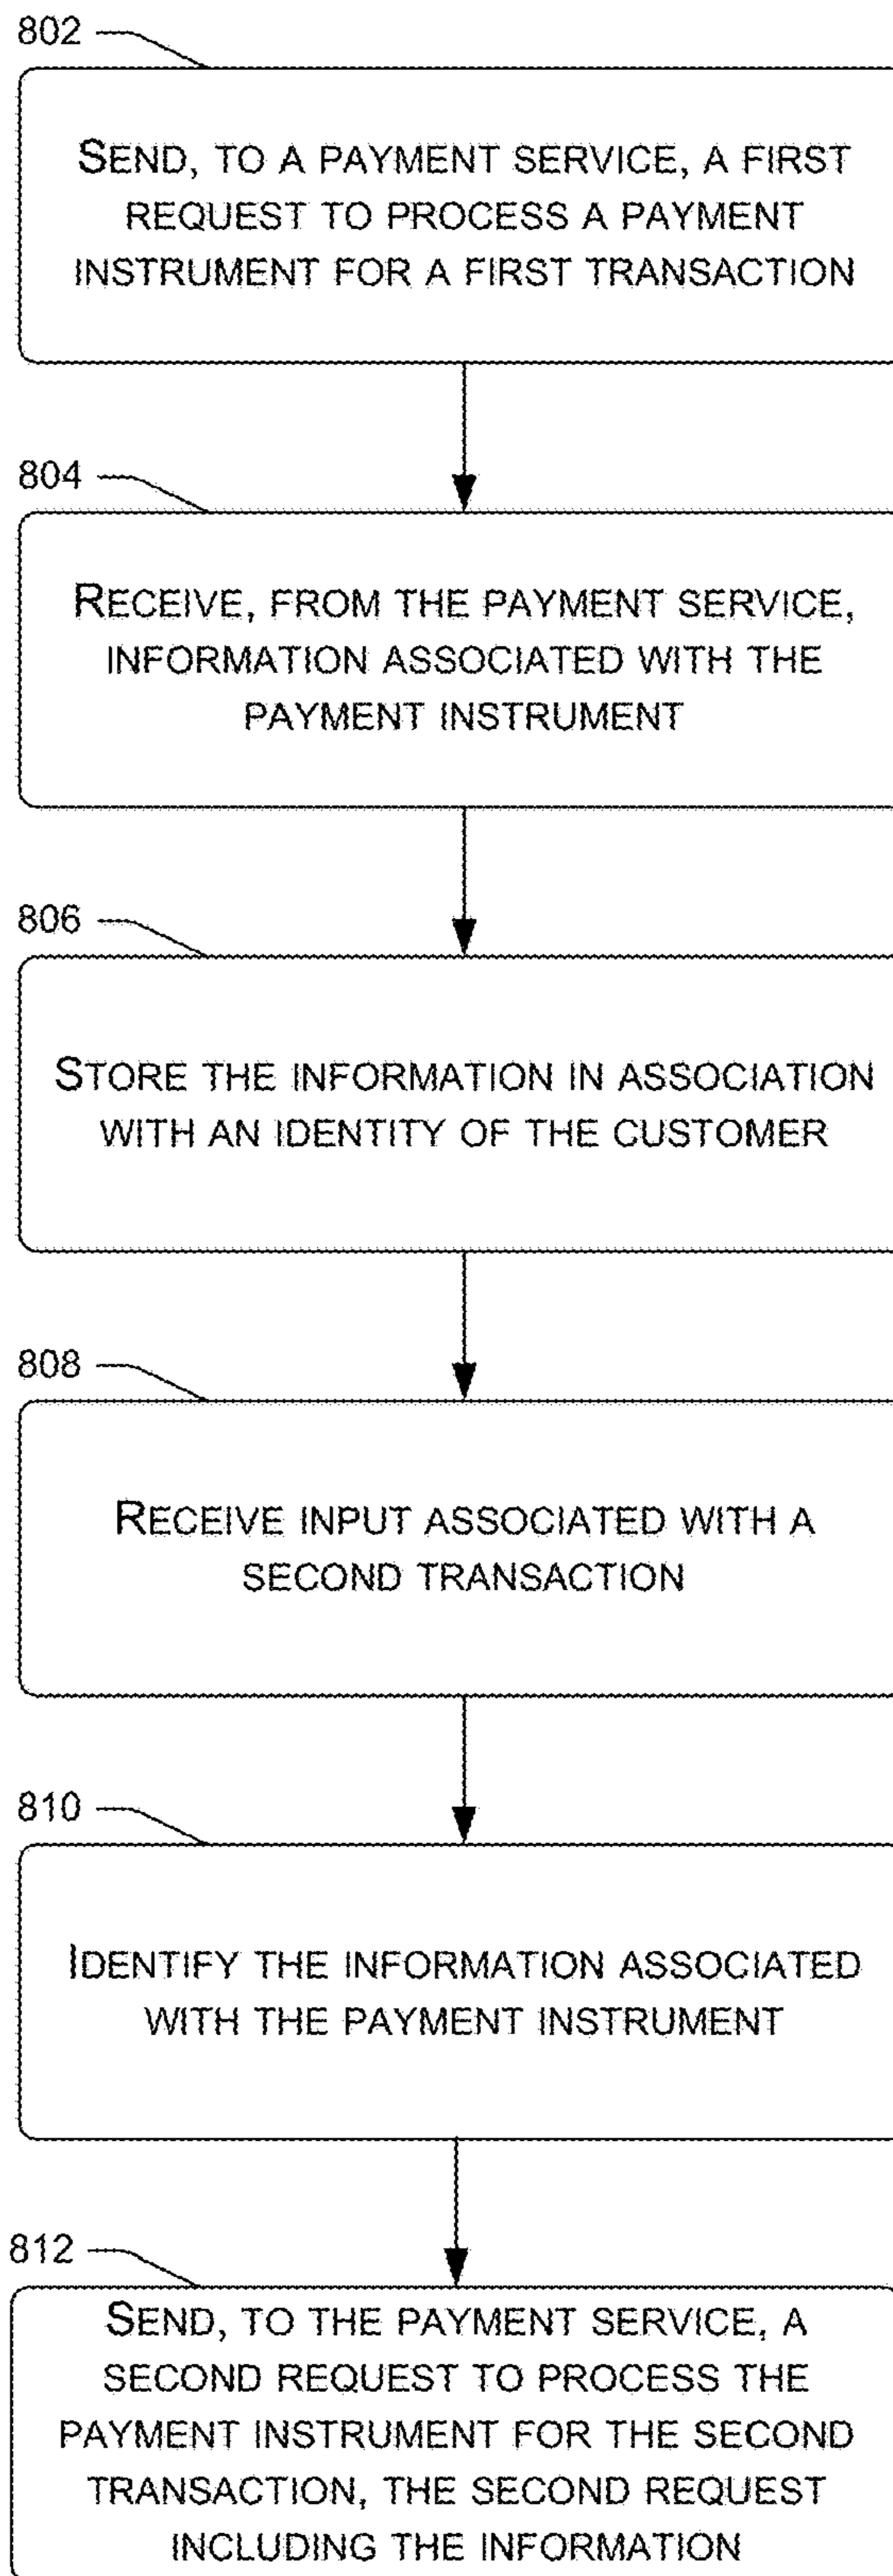 802
SEND, TO A PAYMENT SERVICE, A FIRST
REQUEST TO PROCESS A PAYMENT
INSTRUMENT FOR A FIRST TRANSACTION
804
RECEIVE, FROM THE PAYMENT SERVICE,
INFORMATION ASSOCIATED WITH THE
PAYMENT INSTRUMENT
806
STORE THE INFORMATION IN ASSOCIATION
WITH AN IDENTITY OF THE CUSTOMER
808
RECEIVE INPUT ASSOCIATED WITH A
SECOND TRANSACTION
810
IDENTIFY THE INFORMATION ASSOCIATED
WITH THE PAYMENT INSTRUMENT
812
SEND, TO THE PAYMENT SERVICE, A
SECOND REQUEST TO PROCESS THE
PAYMENT INSTRUMENT FOR THE SECOND
TRANSACTION, THE SECOND REQUEST
INCLUDING THE INFORMATION